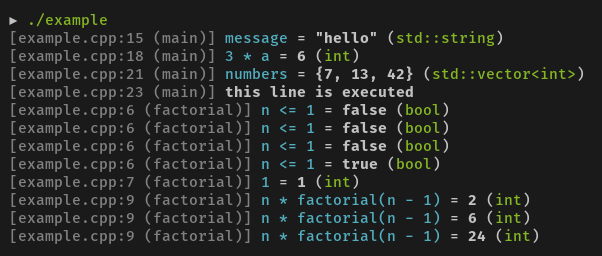 ▶ ./example
[example.cpp:15 (main)] message = "hello" (std::string)
[example.cpp:18 (main)] 3 * a = 6 (int)
[example.cpp:21 (main)] numbers = {7, 13, 42} (std::vector<int>)
[example.cpp:23 (main)] this line is executed
[example.cpp:6 (factorial)] n <= 1 = false (bool)
[example.cpp:6 (factorial)] n <= 1 = false (bool)
[example.cpp:6 (factorial)] n <= 1 = false (bool)
[example.cpp:6 (factorial)] n <= 1 = true (bool)
[example.cpp:7 (factorial)] 1 = 1 (int)
[example.cpp:9 (factorial)] n * factorial(n - 1) = 2 (int)
[example.cpp:9 (factorial)] n * factorial(n - 1) = 6 (int)
[example.cpp:9 (factorial)] n * factorial(n - 1) = 24 (int)